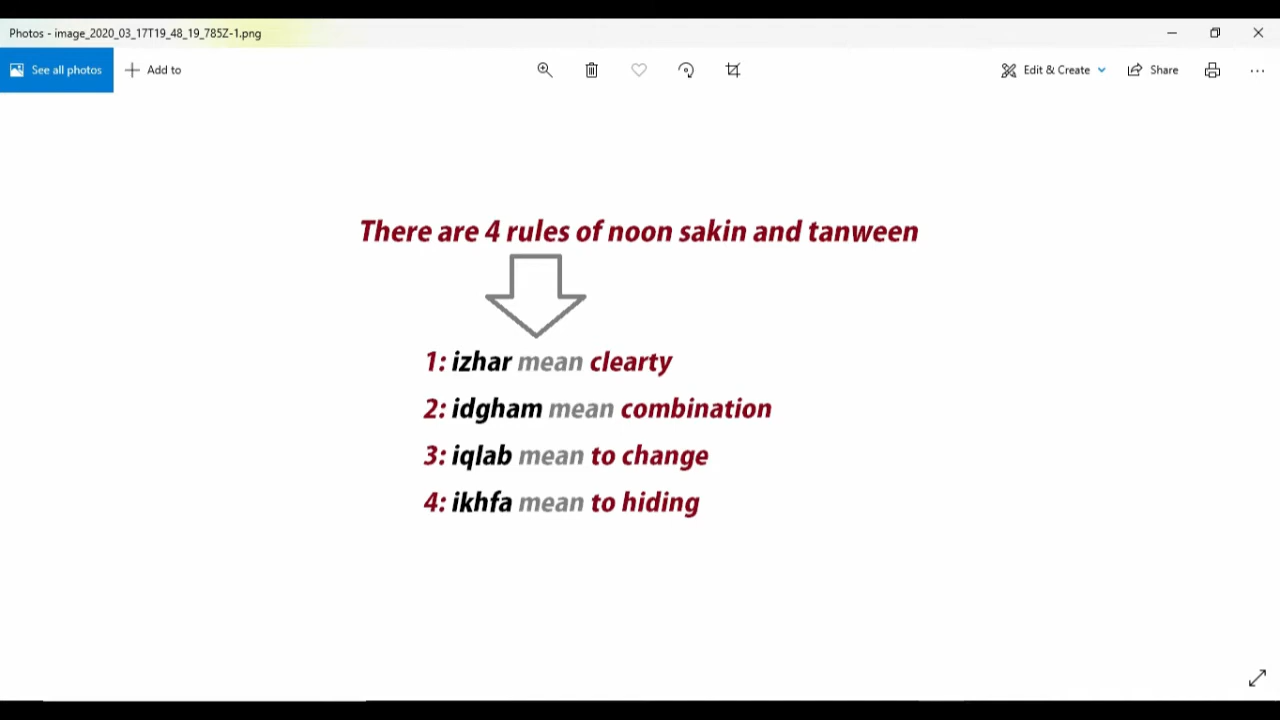 Photos - image_2020_03_17T19_48_19_785Z-1.png
See all photos
Add to
Edit & Create
Share
There are 4 rules of noon sakin and tanween
1: izhar mean clearty
2: idgham mean combination
3: iqlab mean to change
4: ikhfa mean to hiding